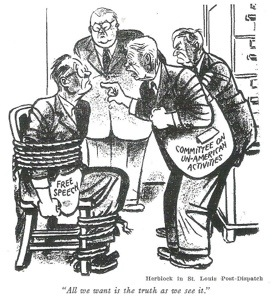 COMMITTEE ON
UN-AMERICAN
ACTIVITIES
FREE
SPEECH
Herblock in St. Louis Post-Dispatch
"All we want is the truth as we see it."